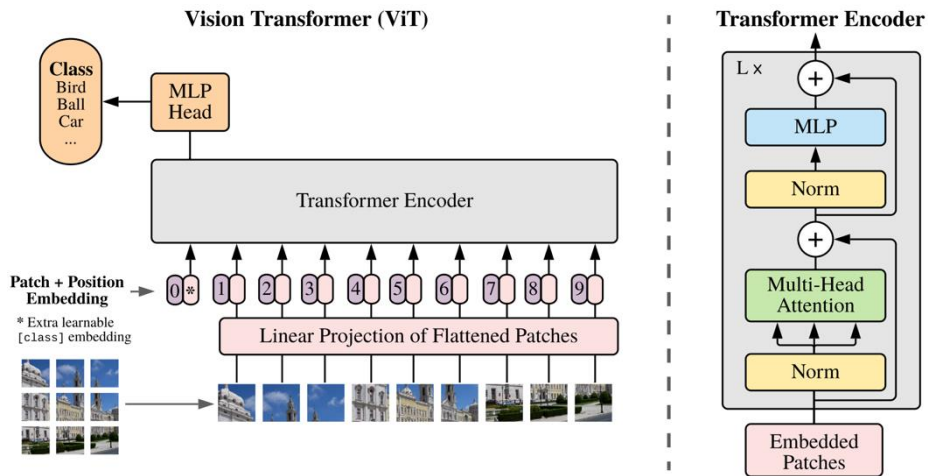 Vision Transformer (ViT)
Class
Bird
Ball
Car
...
MLP
Head
Transformer Encoder
Patch + Position
Embedding
0 * 1 2 3 4 5 6 7 8 9
* Extra learnable
[class] embedding
Linear Projection of Flattened Patches
Transformer Encoder
L x
+
MLP
Norm
+
Multi-Head
Attention
Norm
Embedded
Patches